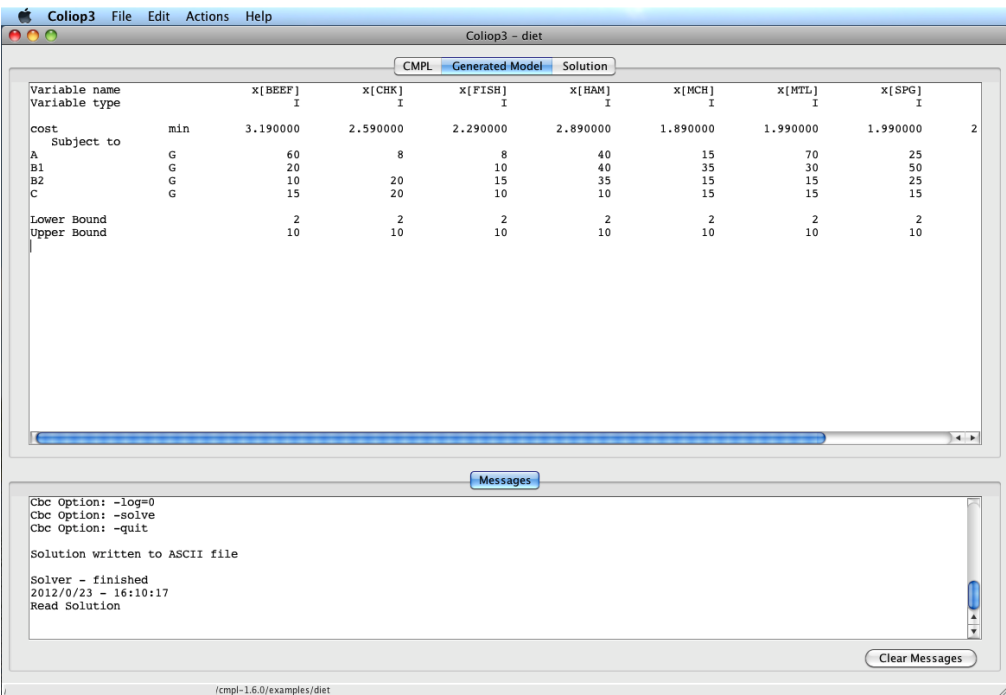 Coliop3 File Edit Actions Help
Coliop3 - diet
CMPL Generated Model Solution
Variable name x[BEEF] x[CHK] x[FISH] x[HAM] x[MCH] x[MTL] x[SPG]
Variable type I I I I I I I
cost min 3.190000 2.590000 2.290000 2.890000 1.890000 1.990000 1.990000 2
Subject to
A G 60 8 8 40 15 70 25
B1 G 20 10 40 35 30 50
B2 G 10 20 15 35 15 15 25
C G 15 20 10 10 15 15 15
Lower Bound 2 2 2 2 2 2 2
Upper Bound 10 10 10 10 10 10 10
Messages
Cbc Option: -log=0
Cbc Option: -solve
Cbc Option: -quit
Solution written to ASCII file
Solver - finished
2012/0/23 - 16:10:17
Read Solution
Clear Messages
/cmpl-1.6.0/examples/diet